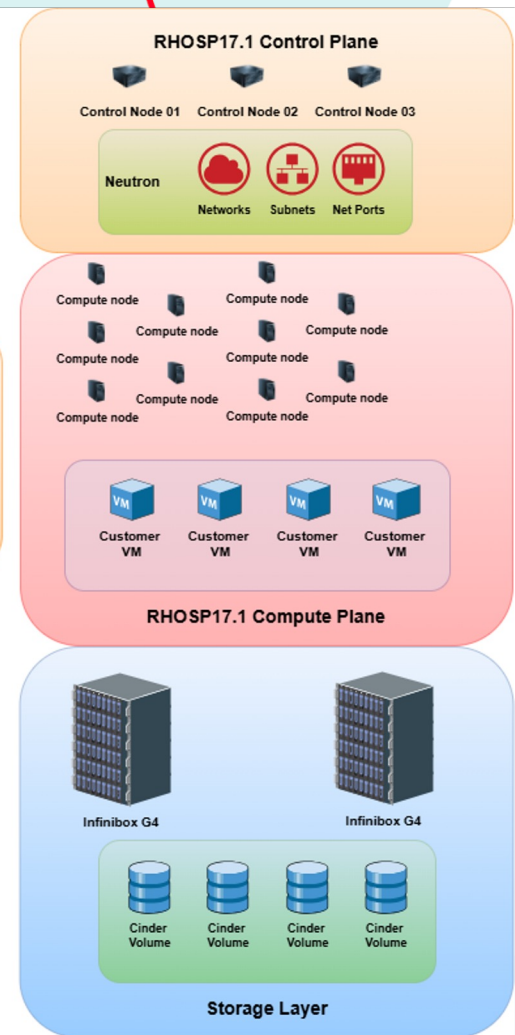 RHOSP17.1 Control Plane
Control Node 01 Control Node 02 Control Node 03
Neutron
Networks Subnets Net Ports
Compute node Compute node
Compute node Compute node
Compute node Compute node
Compute node Compute node
Compute node Compute node
VM VM VM VM
Customer VM
Customer VM
Customer VM
Customer VM
RHOSP17.1 Compute Plane
Infinibox G4 Infinibox G4
Cinder Volume
Cinder Volume
Cinder Volume
Cinder Volume
Storage Layer